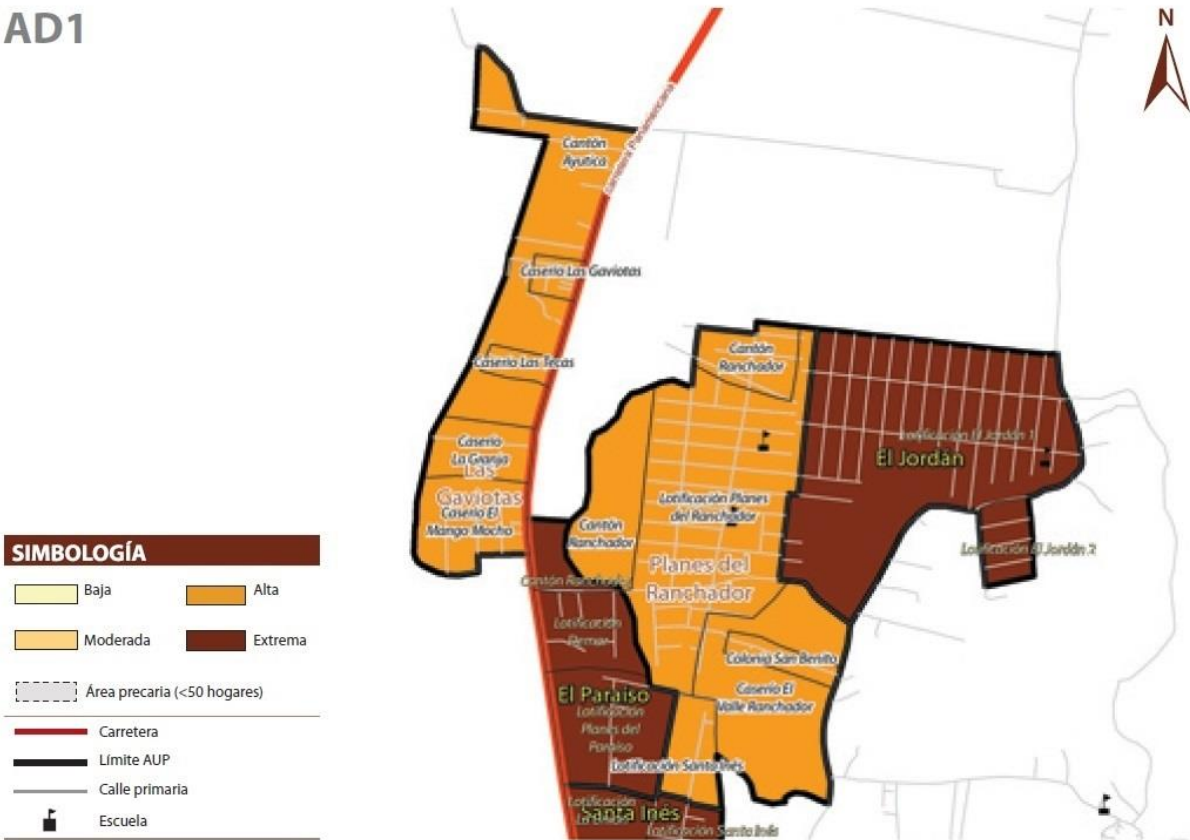 AD1
N
Carretera Panamericana
Cantón
Ayutica
Caserío Las Gaviotas
Caserío Las Tecas
Cantón
Ranchador
Caserío
La Granja
Las
Gaviotas
Caserío El
Mango Mocho
Lotificación El Jordán 1
El Jordán
Lotificación Planes
del Ranchador
Cantón
Ranchador
Planes del
Ranchador
Lotificación El Jordán 2
Cantón Ranchador
Lotificación
Colonia San Benito
El Paraíso
Caserío El
Valle Ranchador
Lotificación
Planes del
Paraíso
Lotificación Santa Inés
Lotificación
Santa Inés
Lotificación Santa Inés
SIMBOLOGÍA
Baja
Alta
Moderada
Extrema
Área precaria (<50 hogares)
Carretera
Límite AUP
Calle primaria
Escuela